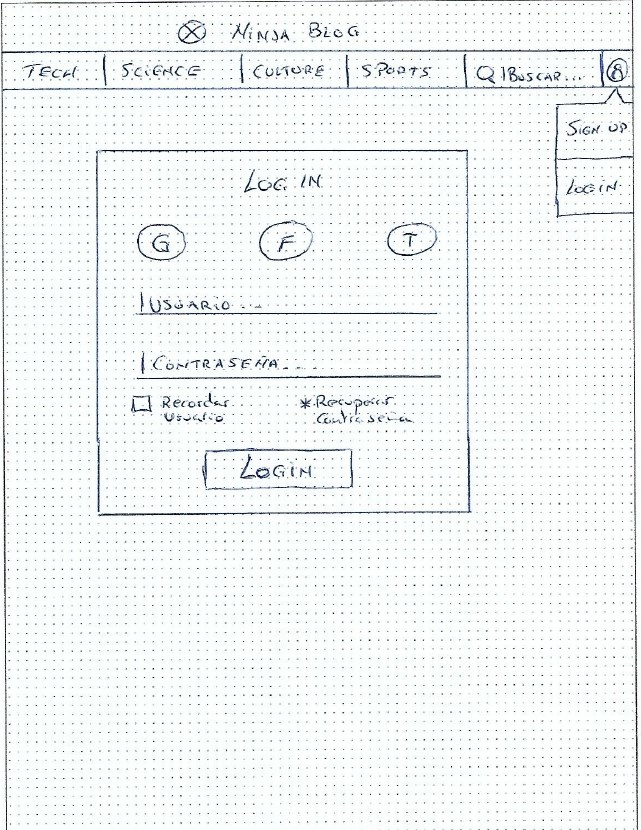 NINJA BLOG
TECH SCIENCE CULTURE SPORTS BUSCAR...
SIGN UP
LOGIN
LOG IN
G F T
USUARIO ...
CONTRASEÑA...
Recordar *Recuperar
Usuario Contraseña
LOGIN